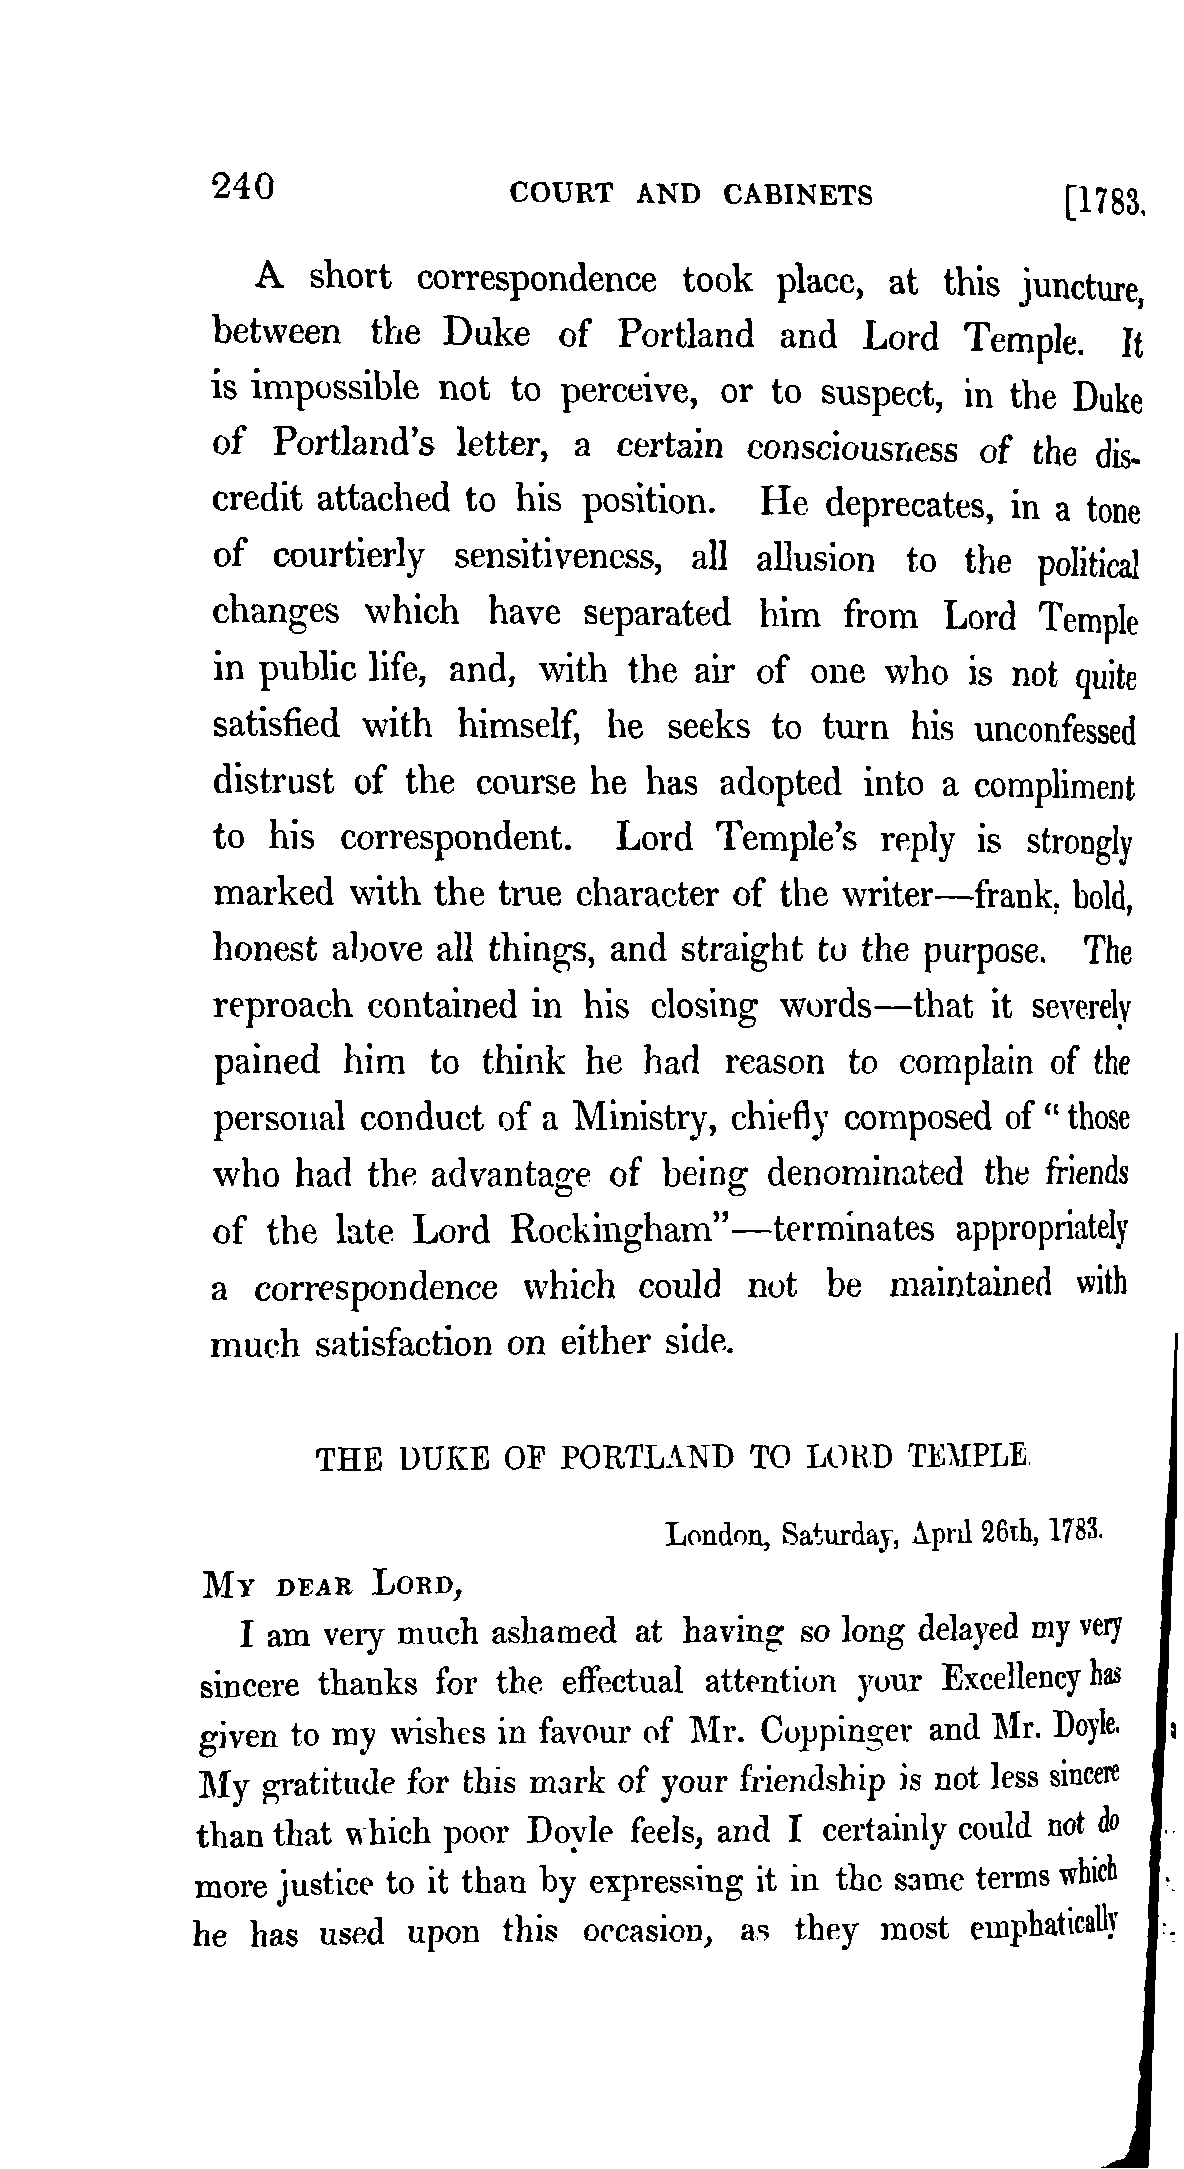 240 COURT AND CABINETS [1783.
A short correspondence took place, at this juncture,
between the Duke of Portland and Lord Temple. It
is impossible not to perceive, or to suspect, in the Duke
of Portland's letter, a certain consciousness of the dis-
credit attached to his position. He deprecates, in a tone
of courtierly sensitiveness, all allusion to the political
changes which have separated him from Lord Temple
in public life, and, with the air of one who is not quite
satisfied with himself, he seeks to turn his unconfessed
distrust of the course he has adopted into a compliment
to his correspondent. Lord Temple's reply is strongly
marked with the true character of the writer—frank, bold,
honest above all things, and straight to the purpose. The
reproach contained in his closing words—that it severely
pained him to think he had reason to complain of the
personal conduct of a Ministry, chiefly composed of "those
who had the advantage of being denominated the friends
of the late Lord Rockingham"—terminates appropriately
a correspondence which could not be maintained with
much satisfaction on either side.
THE DUKE OF PORTLAND TO LORD TEMPLE.
London, Saturday, April 26th, 1783.
MY DEAR LORD,
I am very much ashamed at having so long delayed my very
sincere thanks for the effectual attention your Excellency has
given to my wishes in favour of Mr. Coppinger and Mr. Doyle.
My gratitude for this mark of your friendship is not less sincere
than that which poor Doyle feels, and I certainly could not do
more justice to it than by expressing it in the same terms which
he has used upon this occasion, as they most emphatically